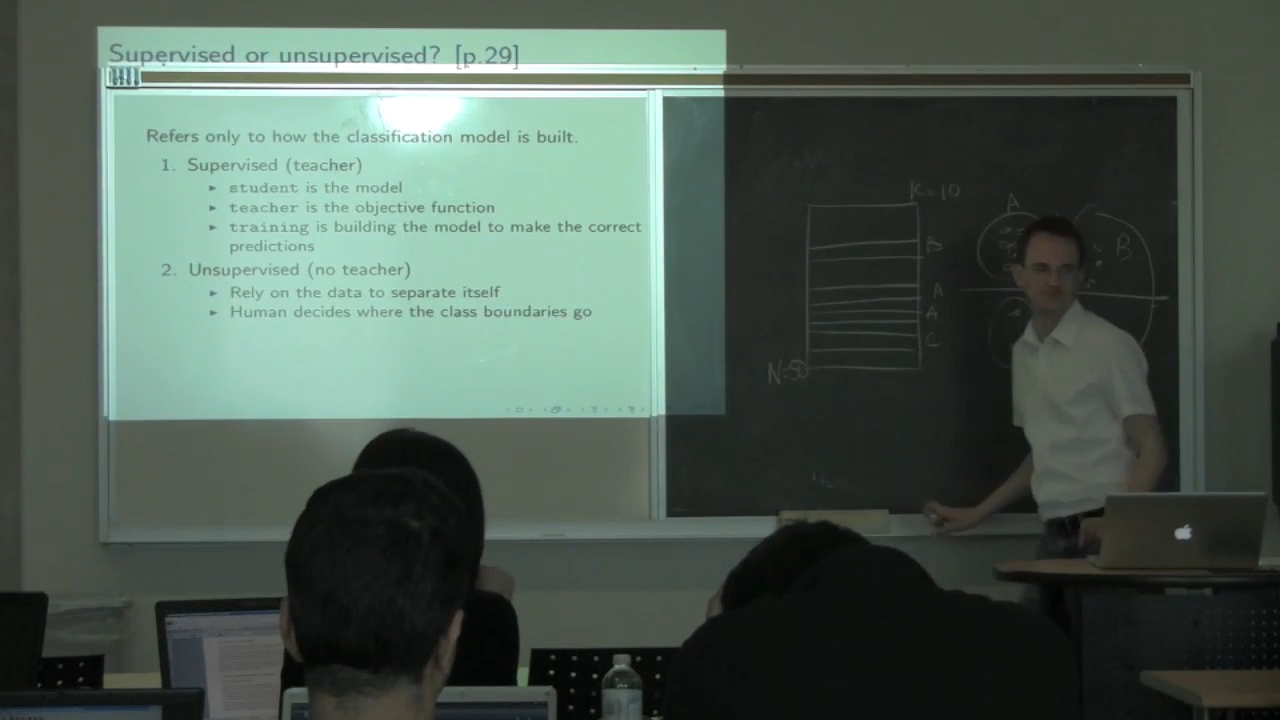 Supervised or unsupervised? [p.29]
Refers only to how the classification model is built.
1. Supervised (teacher)
► student is the model
► teacher is the objective function
► training is building the model to make the correct
predictions
2. Unsupervised (no teacher)
► Rely on the data to separate itself
► Human decides where the class boundaries go
K=10
A
B
B
A
A
C
N=50